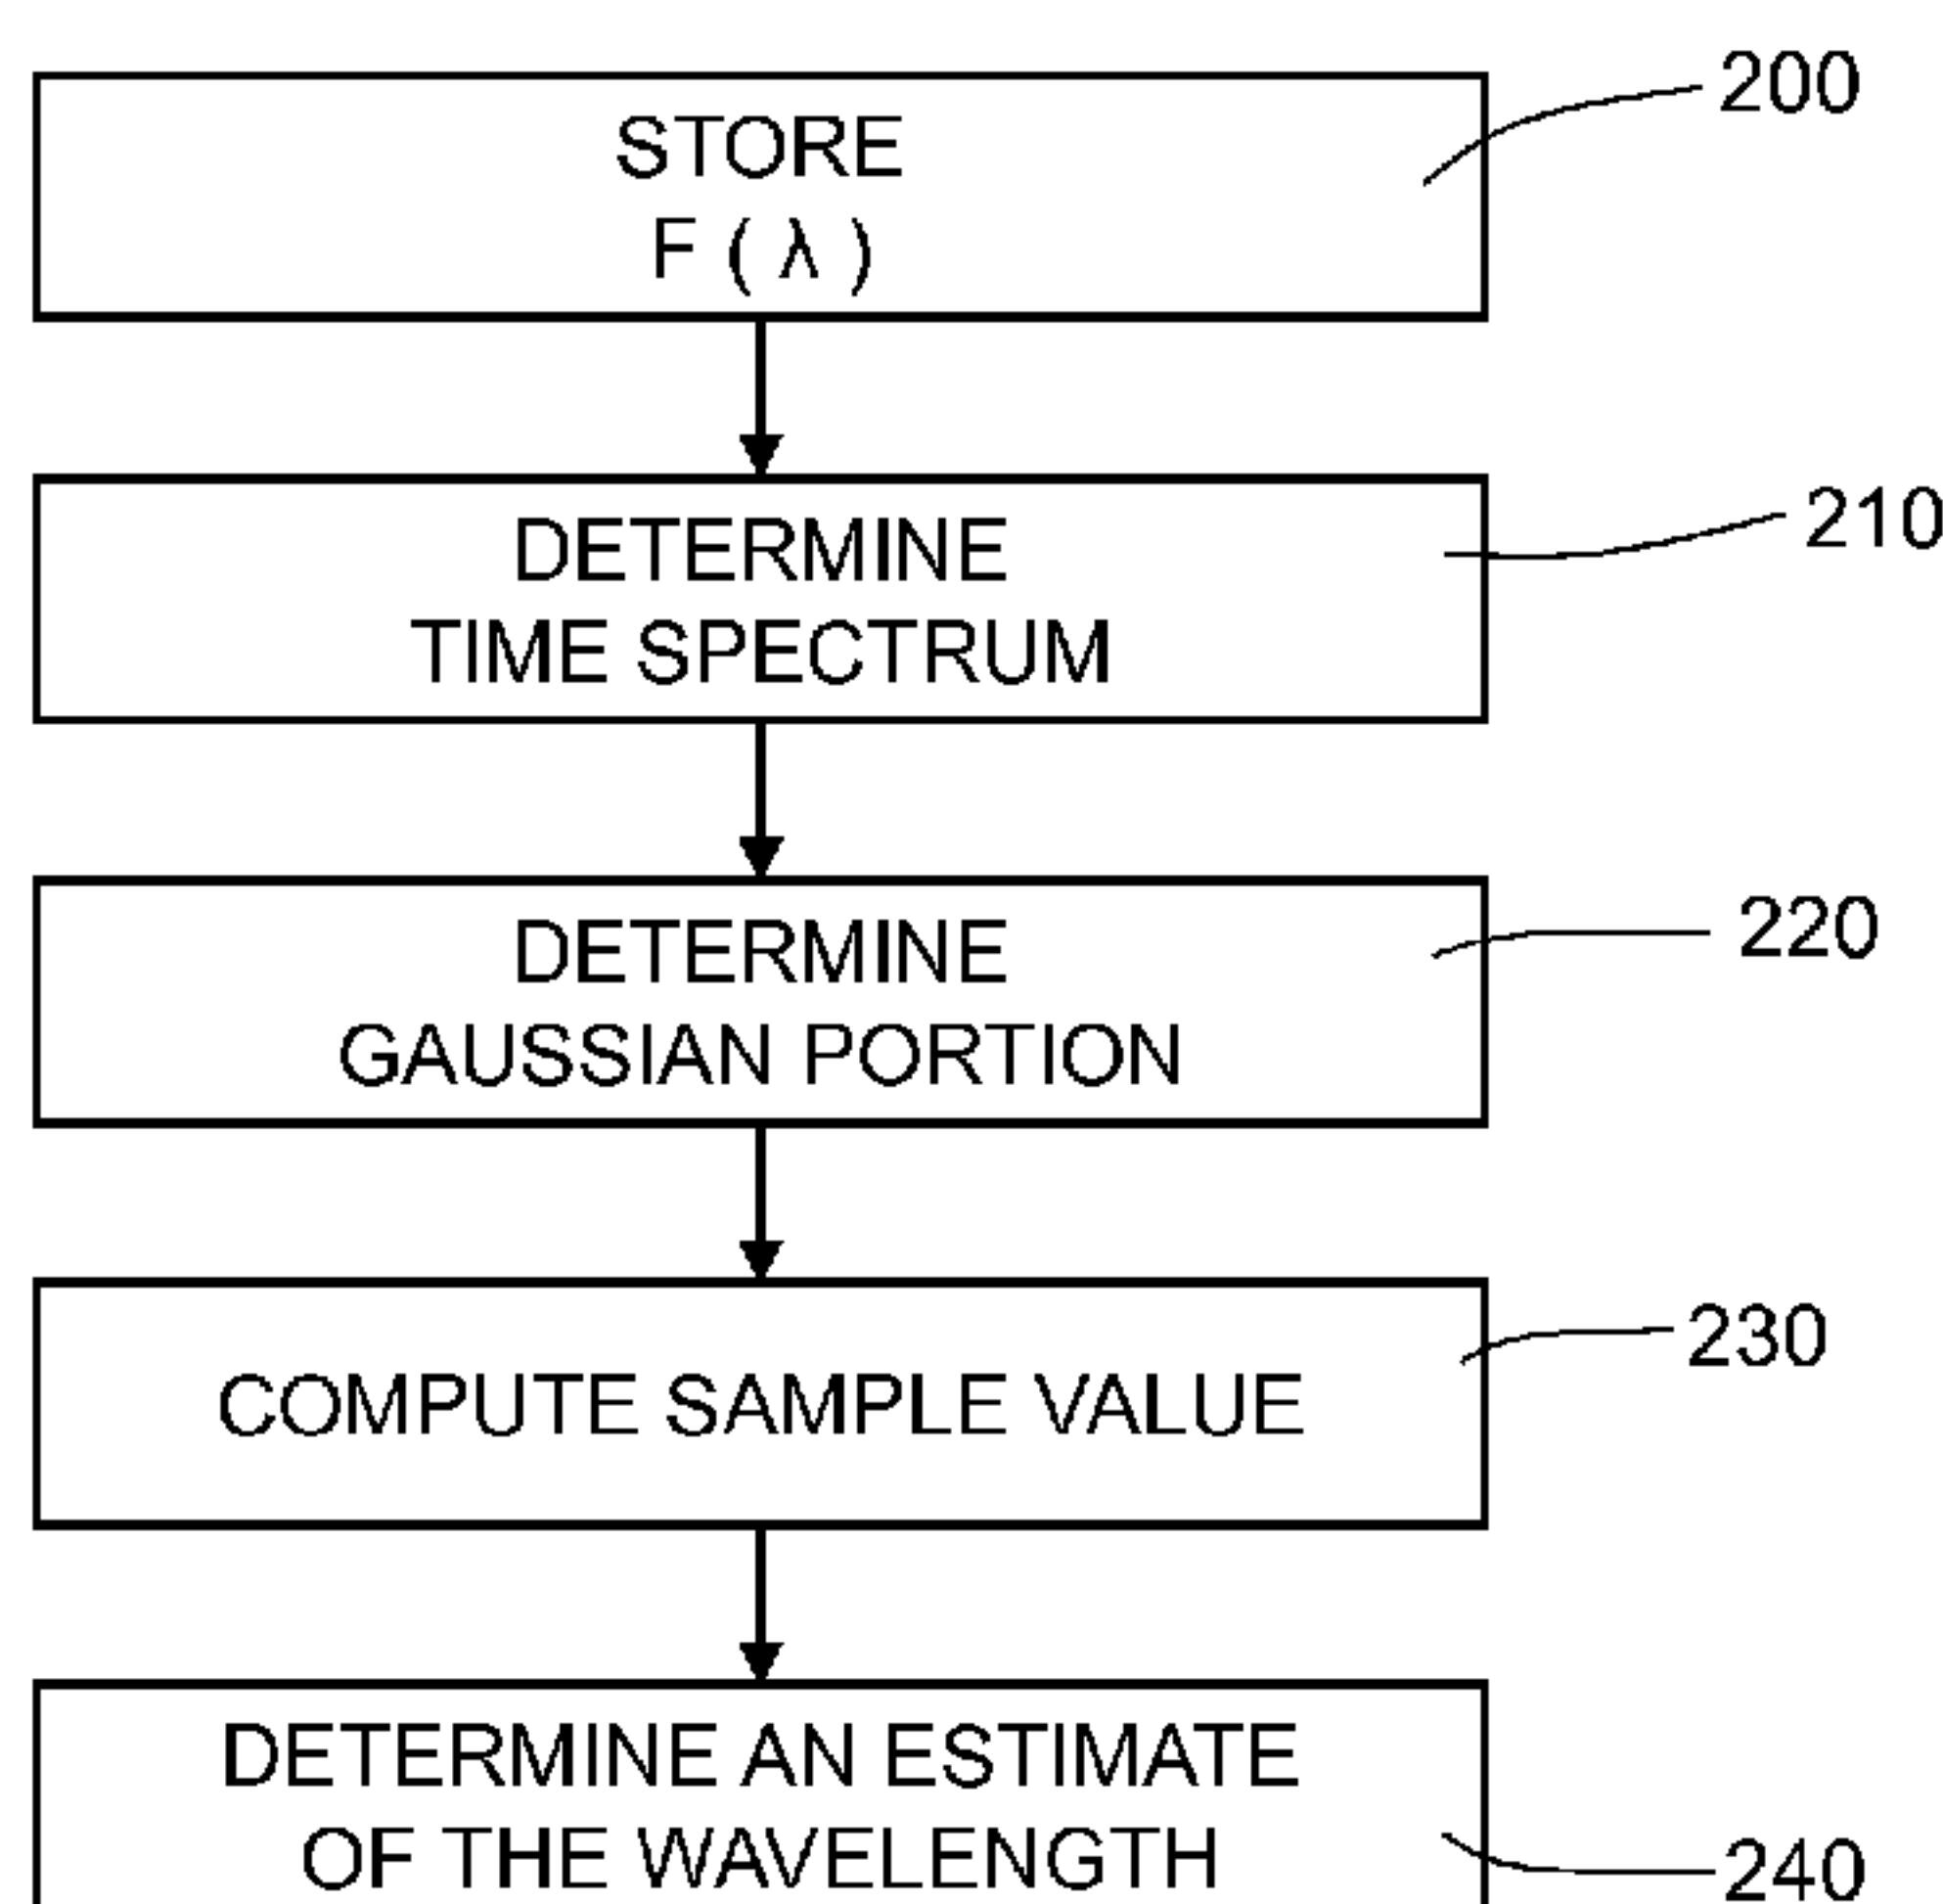 STORE
F ( λ )
200
DETERMINE
TIME SPECTRUM
210
DETERMINE
GAUSSIAN PORTION
220
COMPUTE SAMPLE VALUE
230
DETERMINE AN ESTIMATE
OF THE WAVELENGTH
240